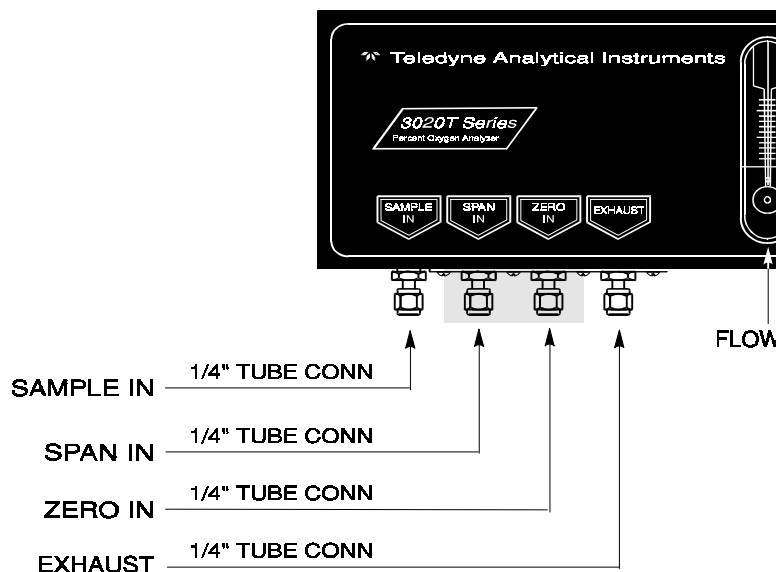 Teledyne Analytical Instruments
3020T Series
Percent Oxygen Analyzer
SAMPLE
IN
SPAN
IN
ZERO
IN
EXHAUST
FLOW
SAMPLE IN 1/4" TUBE CONN
SPAN IN 1/4" TUBE CONN
ZERO IN 1/4" TUBE CONN
EXHAUST 1/4" TUBE CONN